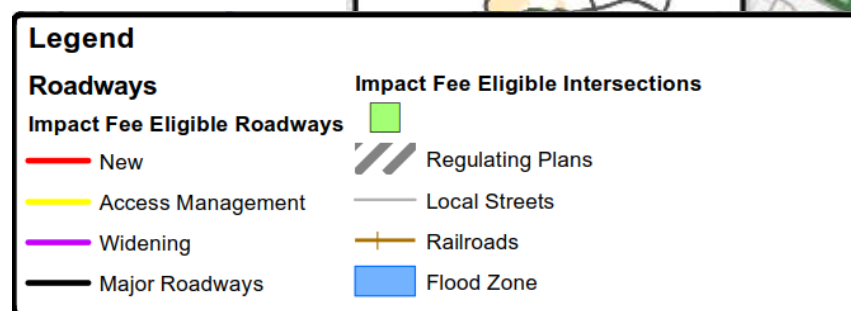 Legend
Roadways
Impact Fee Eligible Roadways
New
Access Management
Widening
Major Roadways
Impact Fee Eligible Intersections
Regulating Plans
Local Streets
Railroads
Flood Zone